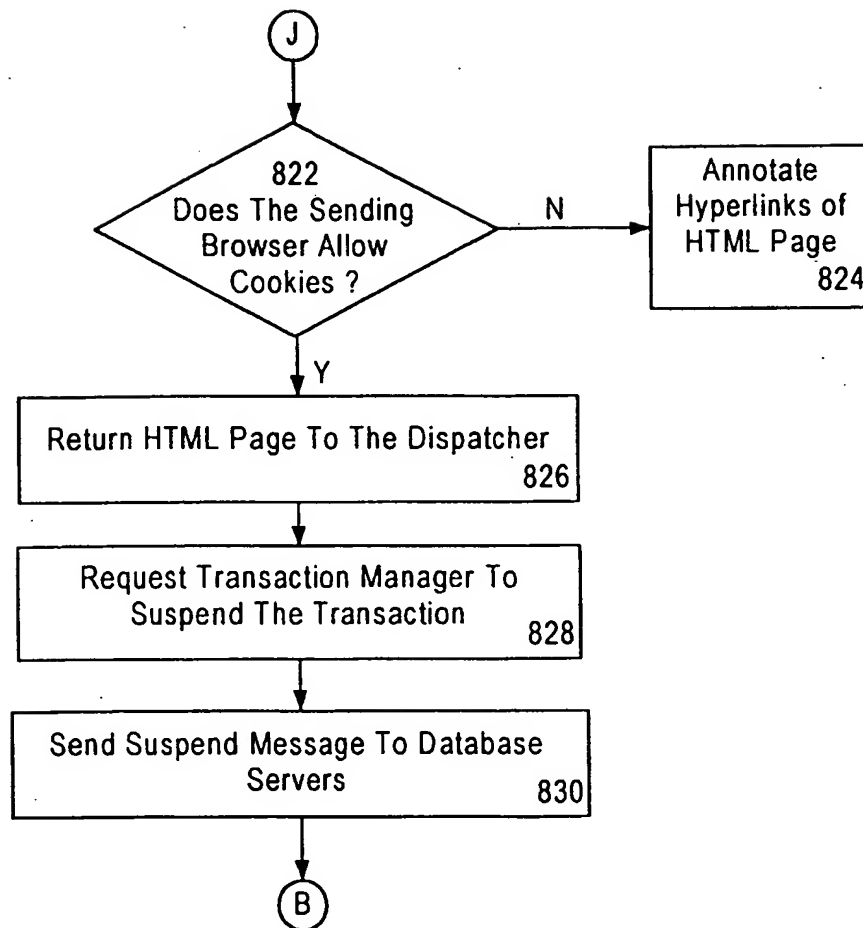 J
822
Does The Sending
Browser Allow
Cookies ?
N
Annotate
Hyperlinks of
HTML Page
824
Y
Return HTML Page To The Dispatcher
826
Request Transaction Manager To
Suspend The Transaction
828
Send Suspend Message To Database
Servers
830
B